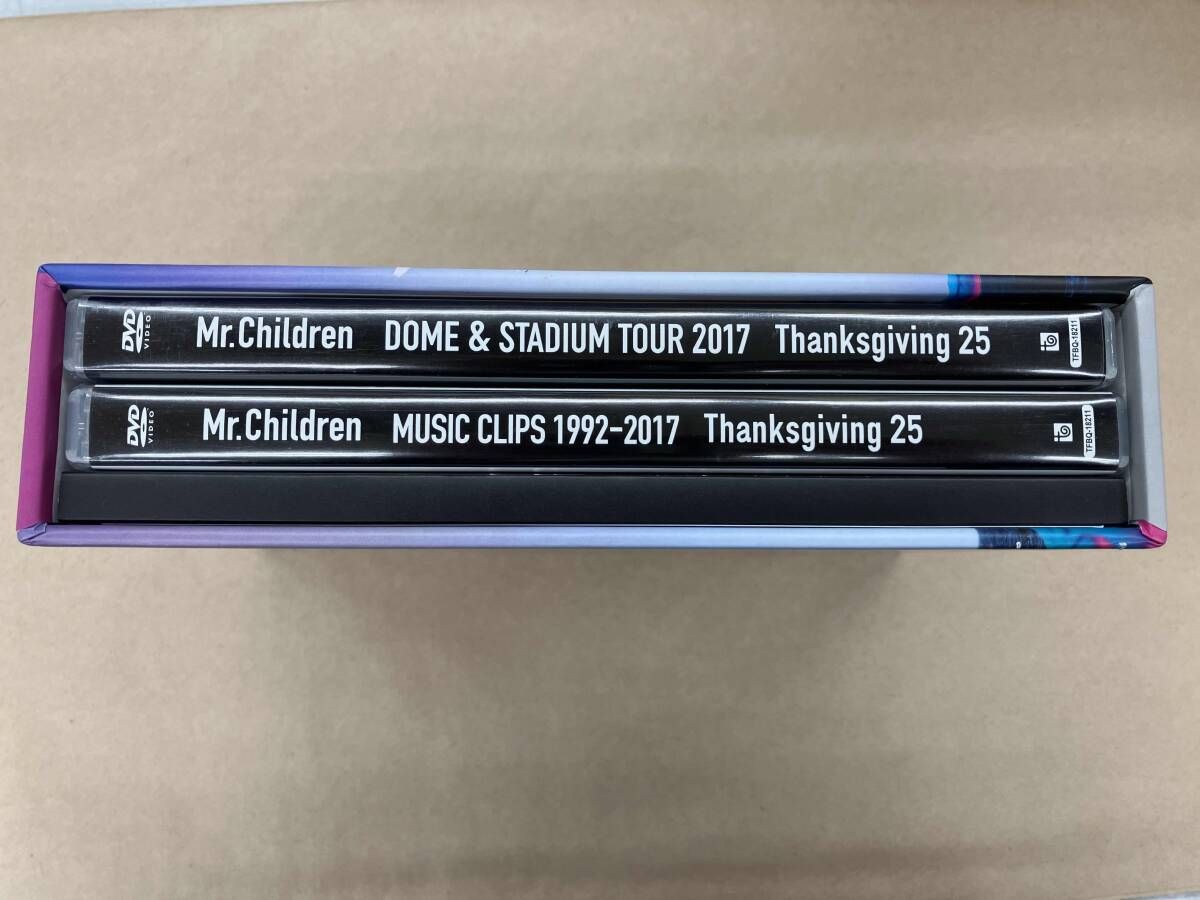 DVD VIDEO Mr.Children DOME & STADIUM TOUR 2017 Thanksgiving 25 TFBQ-18211
DVD VIDEO Mr.Children MUSIC CLIPS 1992-2017 Thanksgiving 25 TFBQ-18211